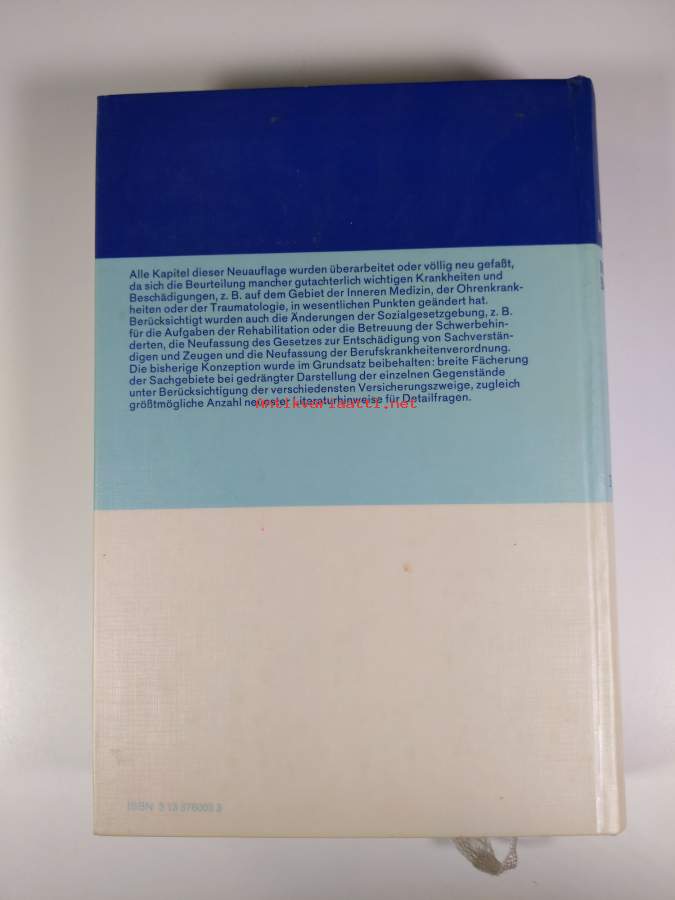 Alle Kapitel dieser Neuauflage wurden überarbeitet oder völlig neu gefaßt,
da sich die Beurteilung mancher gutachterlich wichtigen Krankheiten und
Beschädigungen, z. B. auf dem Gebiet der Inneren Medizin, der Ohrenkrank-
heiten oder der Traumatologie, in wesentlichen Punkten geändert hat.
Berücksichtigt wurden auch die Änderungen der Sozialgesetzgebung, z. B.
für die Aufgaben der Rehabilitation oder die Betreuung der Schwerbehin-
derten, die Neufassung des Gesetzes zur Entschädigung von Sachverstän-
digen und Zeugen und die Neufassung der Berufskrankheitenverordnung.
Die bisherige Konzeption wurde im Grundsatz beibehalten: breite Fächerung
der Sachgebiete bei gedrängter Darstellung der einzelnen Gegenstände
unter Berücksichtigung der verschiedensten Versicherungszweige, zugleich
größtmögliche Anzahl neuester Literaturhinweise für Detailfragen.
Antikvariaatti.net
ISBN 3 13